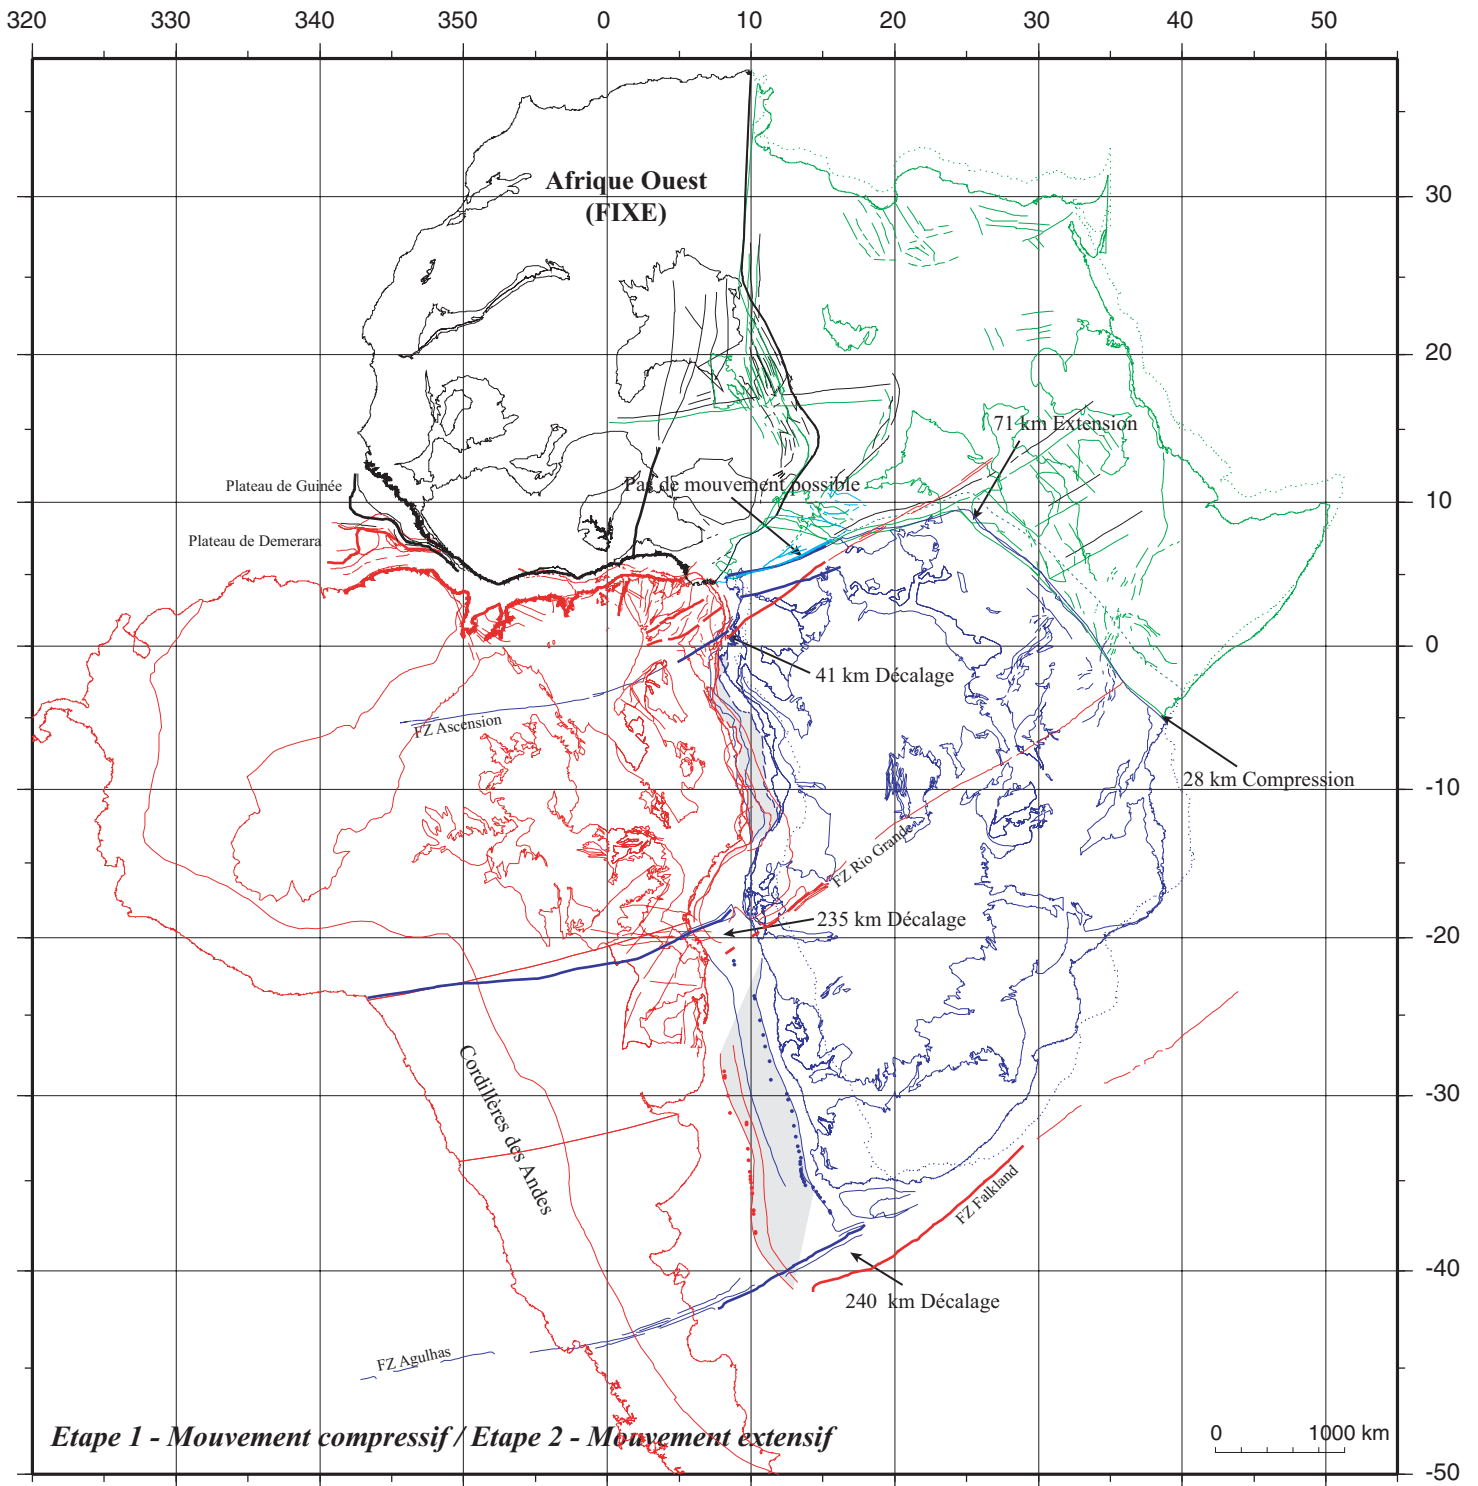 320
330
340
350
0
10
20
30
40
50
Afrique Ouest
(FIXE)
30
20
71 km Extension
Pas de mouvement possible
Plateau de Guinée
10
Plateau de Demerara
0
41 km Décalage
FZ Ascension
28 km Compression
-10
FZ Rio Grande
235 km Décalage
-20
Cordillères des Andes
-30
FZ Falkland
-40
240 km Décalage
FZ Agulhas
Etape 1 - Mouvement compressif / Etape 2 - Mouvement extensif
0
1000 km
-50